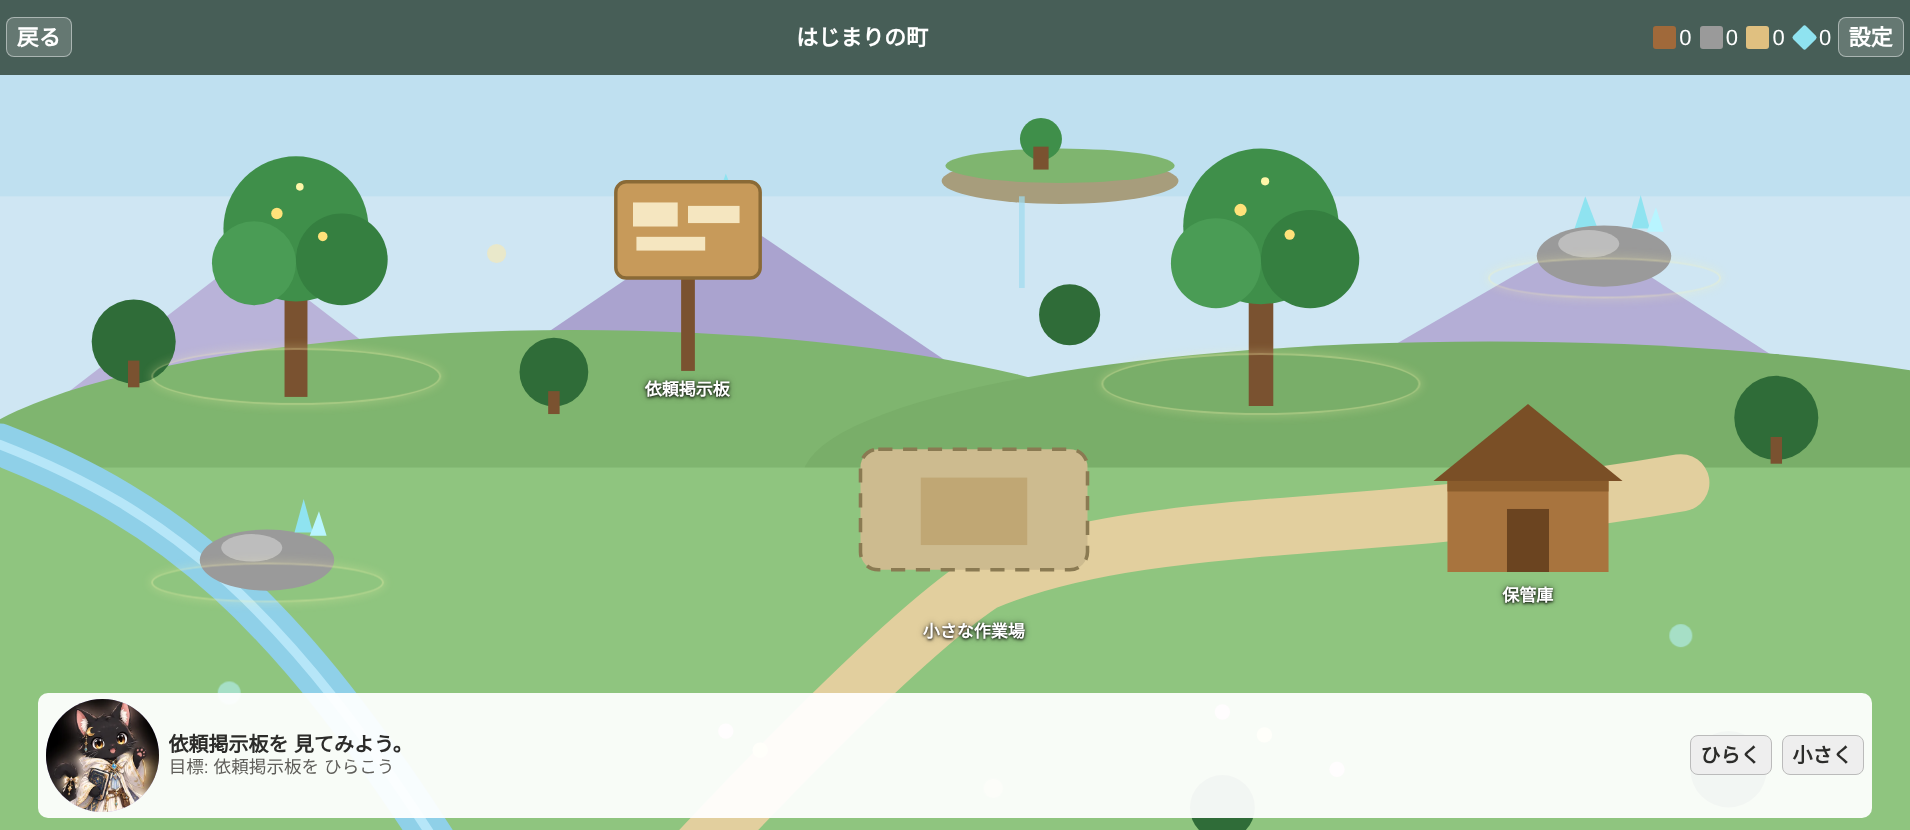 戻る
はじまりの町
0 0 0 0
設定
依頼掲示板
保管庫
小さな作業場
依頼掲示板を 見てみよう。
目標: 依頼掲示板を ひらこう
ひらく
小さく